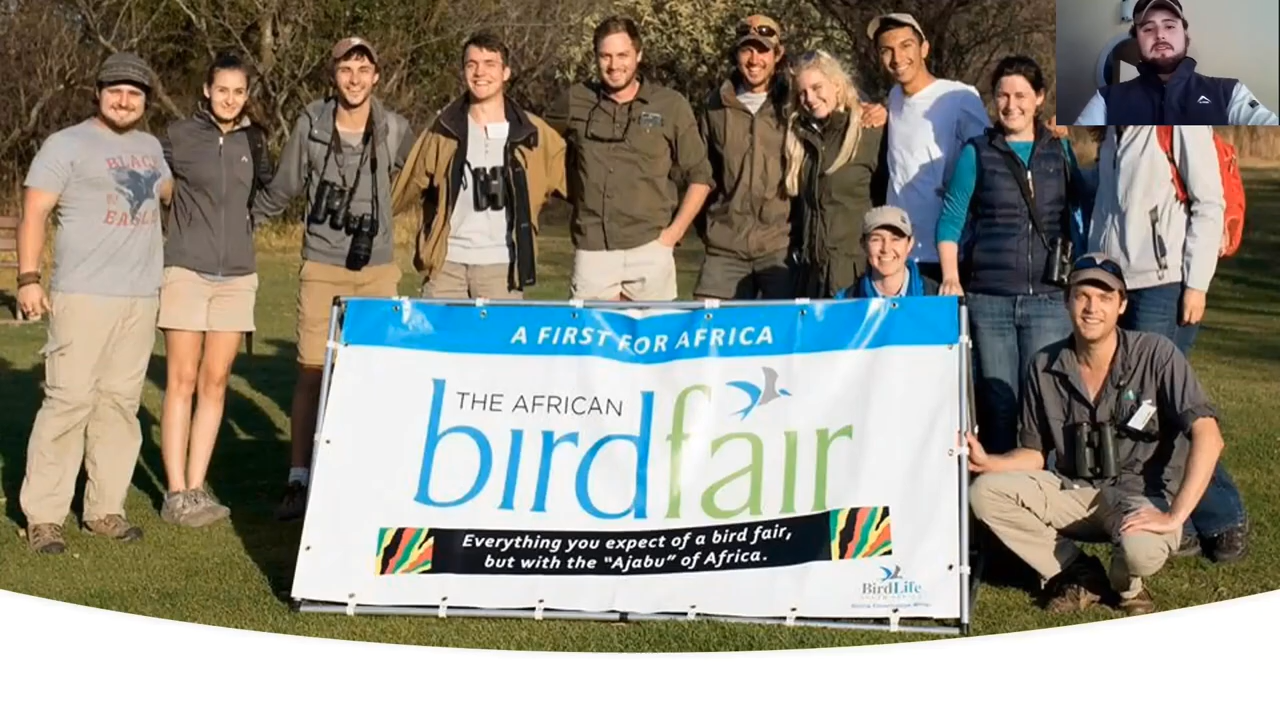 A FIRST FOR AFRICA
THE AFRICAN
birdfair
Everything you expect of a bird fair,
but with the "Ajabu" of Africa.
BirdLife
BLACK
EAGLE